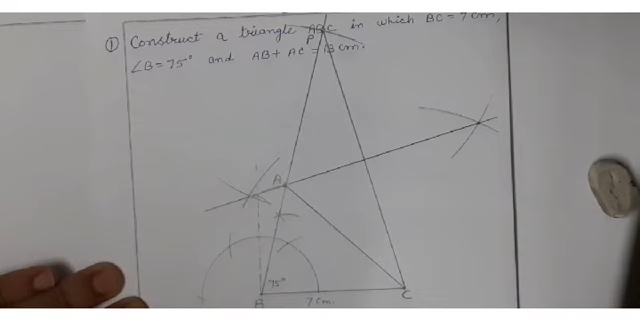 ① Construct a triangle ABC in which BC = 7 cm,
∠B = 75° and AB + AC = 13 cm.
P
A
75°
B 7 cm. C